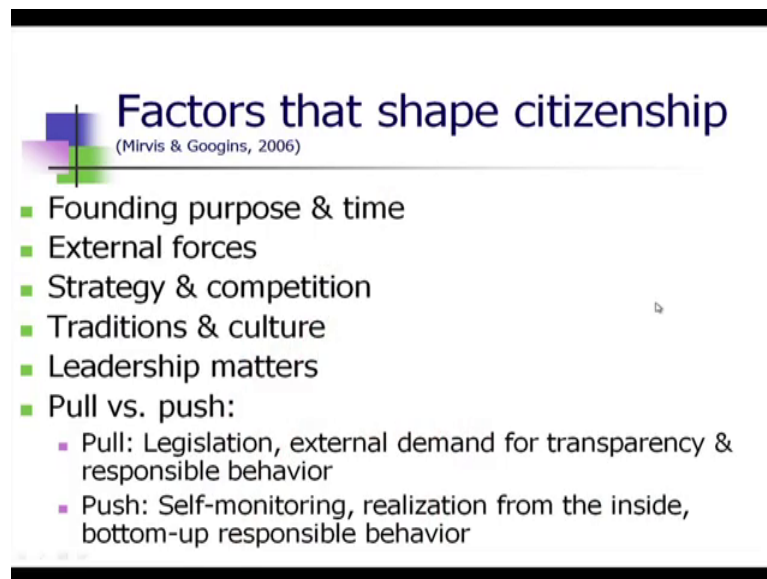 Factors that shape citizenship
(Mirvis & Googins, 2006)
Founding purpose & time
External forces
Strategy & competition
Traditions & culture
Leadership matters
Pull vs. push:
Pull: Legislation, external demand for transparency &
responsible behavior
Push: Self-monitoring, realization from the inside,
bottom-up responsible behavior